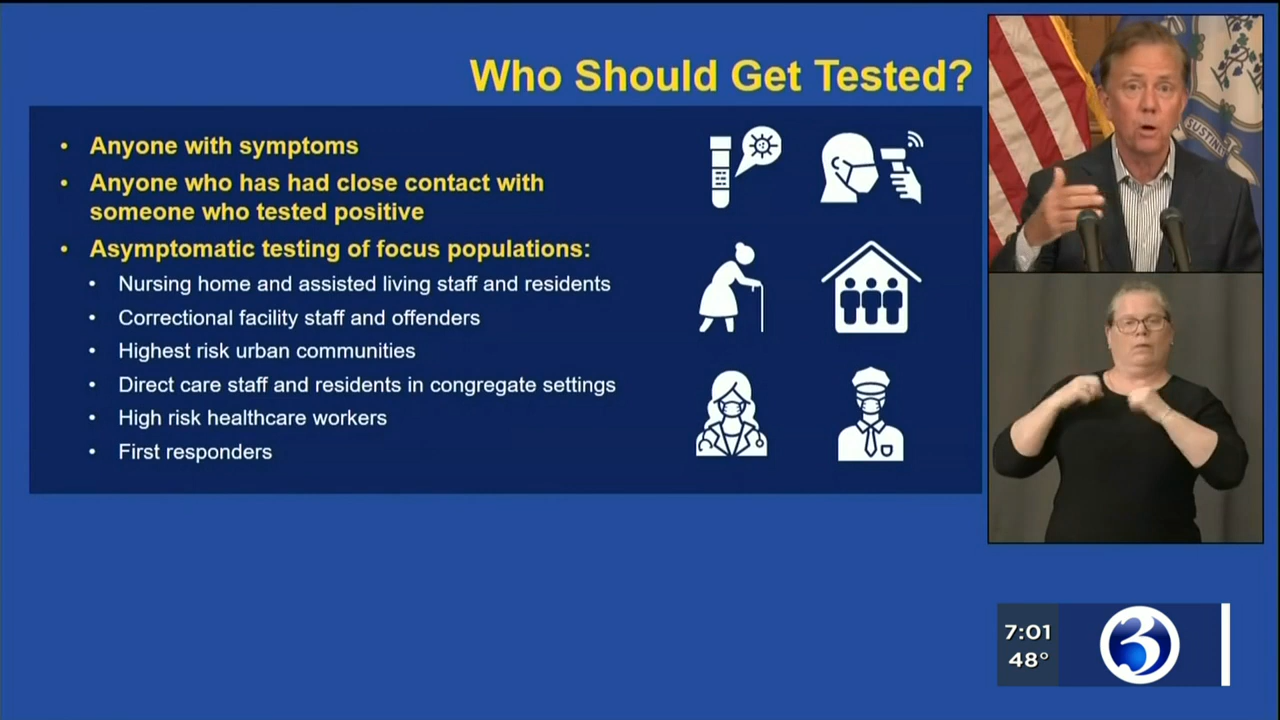 Who Should Get Tested?
• Anyone with symptoms
• Anyone who has had close contact with
someone who tested positive
• Asymptomatic testing of focus populations:
• Nursing home and assisted living staff and residents
• Correctional facility staff and offenders
• Highest risk urban communities
• Direct care staff and residents in congregate settings
• High risk healthcare workers
• First responders
SUSTIN
7:01
48°
3